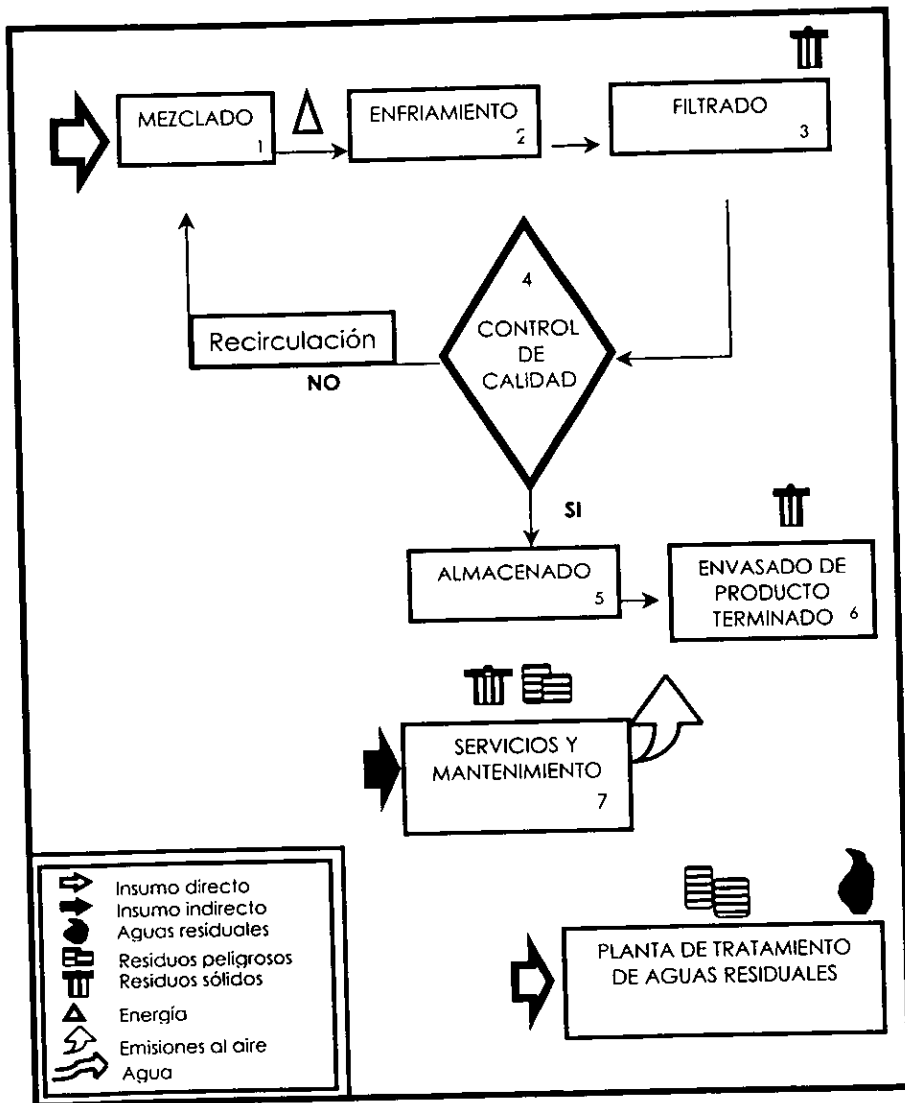 MEZCLADO
1
ENFRIAMIENTO
2
FILTRADO
3
4
CONTROL
DE
CALIDAD
Recirculación
NO
SI
ALMACENADO
5
ENVASADO DE
PRODUCTO
TERMINADO 6
SERVICIOS Y
MANTENIMIENTO
7
PLANTA DE TRATAMIENTO
DE AGUAS RESIDUALES
Insumo directo
Insumo indirecto
Aguas residuales
Residuos peligrosos
Residuos sólidos
Energía
Emisiones al aire
Agua